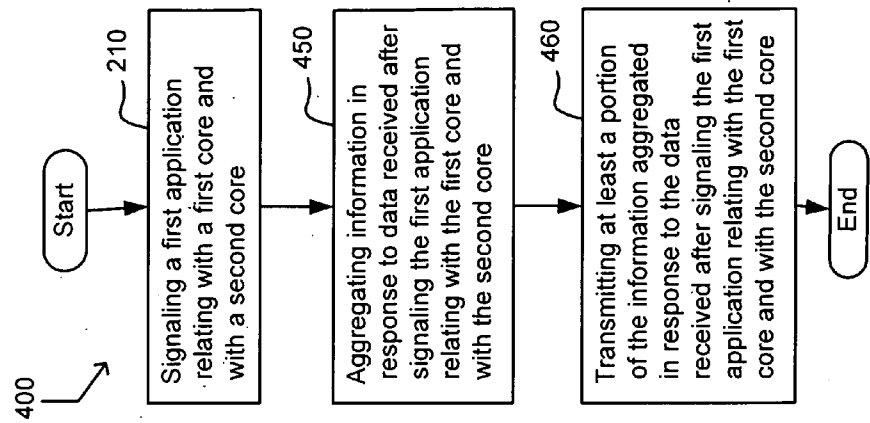 400
Start
210
Signaling a first application
relating with a first core and
with a second core
450
Aggregating information in
response to data received after
signaling the first application
relating with the first core and
with the second core
460
Transmitting at least a portion
of the information aggregated
in response to the data
received after signaling the first
application relating with the first
core and with the second core
End